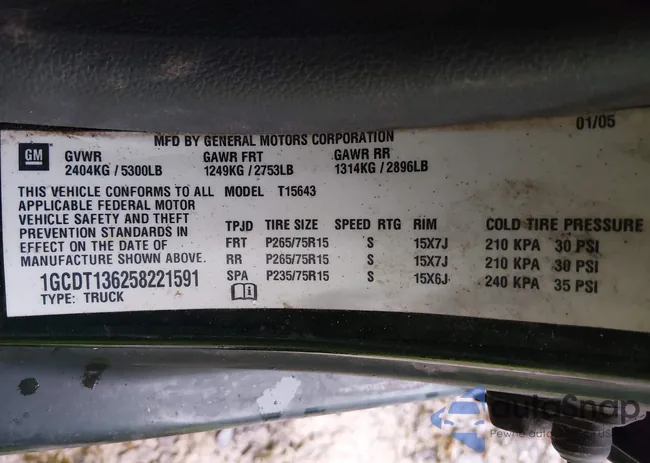 01/05
MFD BY GENERAL MOTORS CORPORATION
GM
GVWR GAWR FRT GAWR RR
2404KG / 5300LB 1249KG / 2753LB 1314KG / 2896LB
THIS VEHICLE CONFORMS TO ALL MODEL T15643
APPLICABLE FEDERAL MOTOR
VEHICLE SAFETY AND THEFT
PREVENTION STANDARDS IN
EFFECT ON THE DATE OF
MANUFACTURE SHOWN ABOVE.
1GCDT136258221591
TYPE: TRUCK
TPJD TIRE SIZE SPEED RTG RIM COLD TIRE PRESSURE
FRT P265/75R15 S 15X7J 210 KPA 30 PSI
RR P265/75R15 S 15X7J 210 KPA 30 PSI
SPA P235/75R15 S 15X6J 240 KPA 35 PSI
autoSnap
Pewne